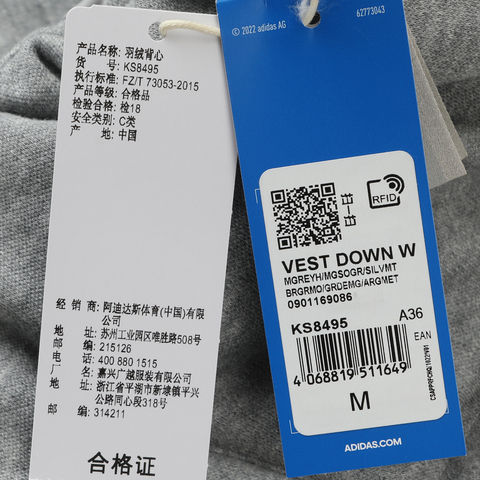 产品名称: 羽绒背心
货 号: KS8495
执行标准: FZ/T 73053-2015
产品等级: 合格品
检验合格: 检18
安全类别: C类
产 地: 中国
经 销 商: 阿迪达斯体育(中国)有限
公司
地 址: 苏州工业园区唯胜路508号
邮 编: 215126
电 话: 400 880 1515
厂 名: 嘉兴广越服装有限公司
地 址: 浙江省平湖市新埭镇平兴
公路同心段318号
邮 编: 314211
合格证
© 2022 adidas AG
62773043
RFID
VEST DOWN W
MGREYH/MGSOGR/SILVMT
BRGRMO/GRDEMG/ARGMET
0901169086
KS8495 A36
EAN
4 068819 511649
M
ADIDAS.COM